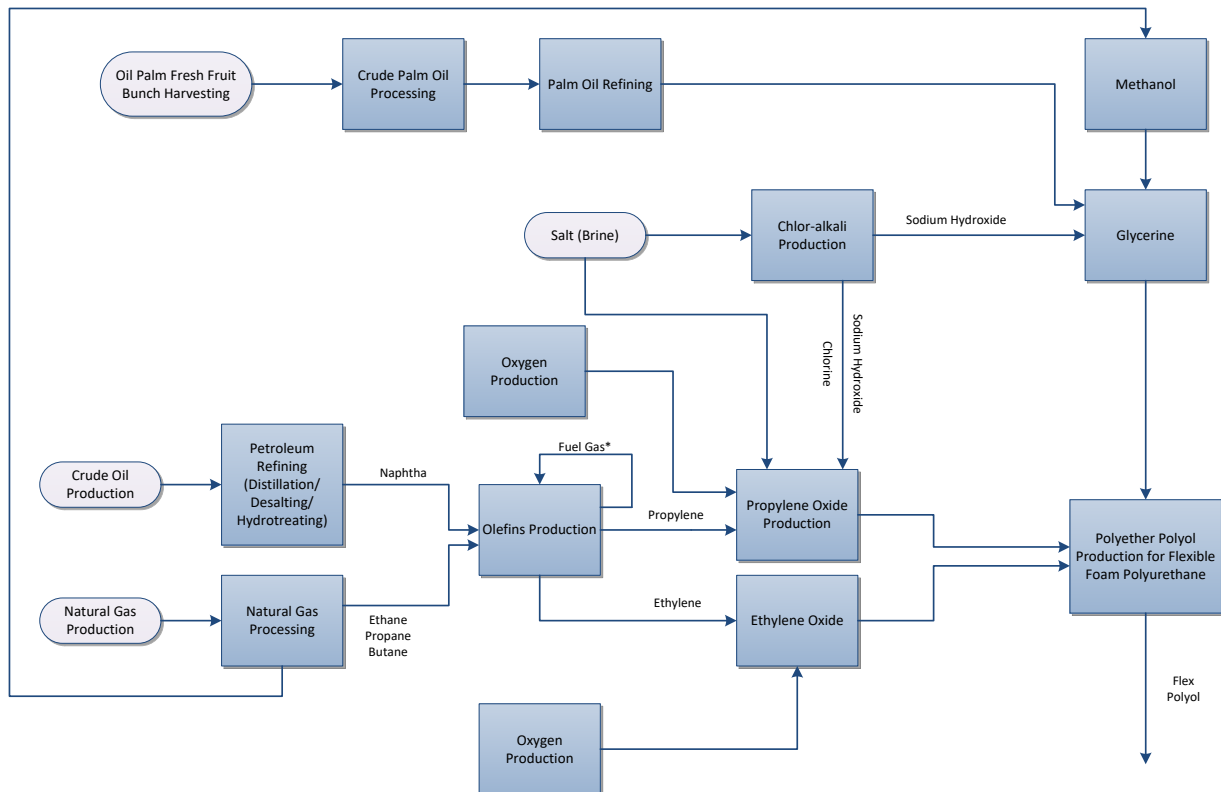 Oil Palm Fresh Fruit
Bunch Harvesting
Crude Palm Oil
Processing
Palm Oil Refining
Methanol
Salt (Brine)
Chlor-alkali
Production
Sodium Hydroxide
Glycerine
Sodium Hydroxide
Chlorine
Oxygen
Production
Fuel Gas*
Crude Oil
Production
Petroleum
Refining
(Distillation/
Desalting/
Hydrotreating)
Naphtha
Olefins Production
Propylene
Propylene Oxide
Production
Polyether Polyol
Production for Flexible
Foam Polyurethane
Natural Gas
Production
Natural Gas
Processing
Ethane
Propane
Butane
Ethylene
Ethylene Oxide
Flex
Polyol
Oxygen
Production